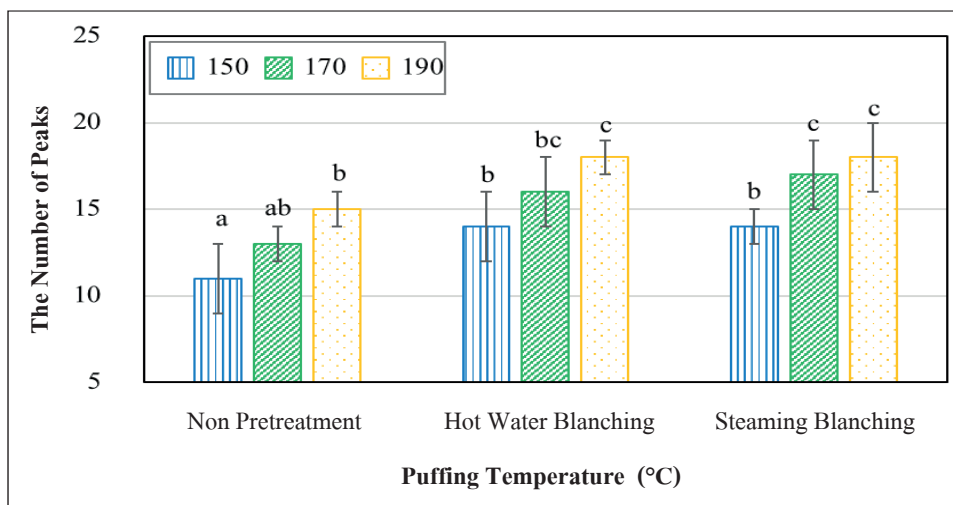 25
150 170 190
20
15
10
5
The Number of Peaks
a ab b
b bc c
b c c
Non Pretreatment Hot Water Blanching Steaming Blanching
Puffing Temperature (°C)